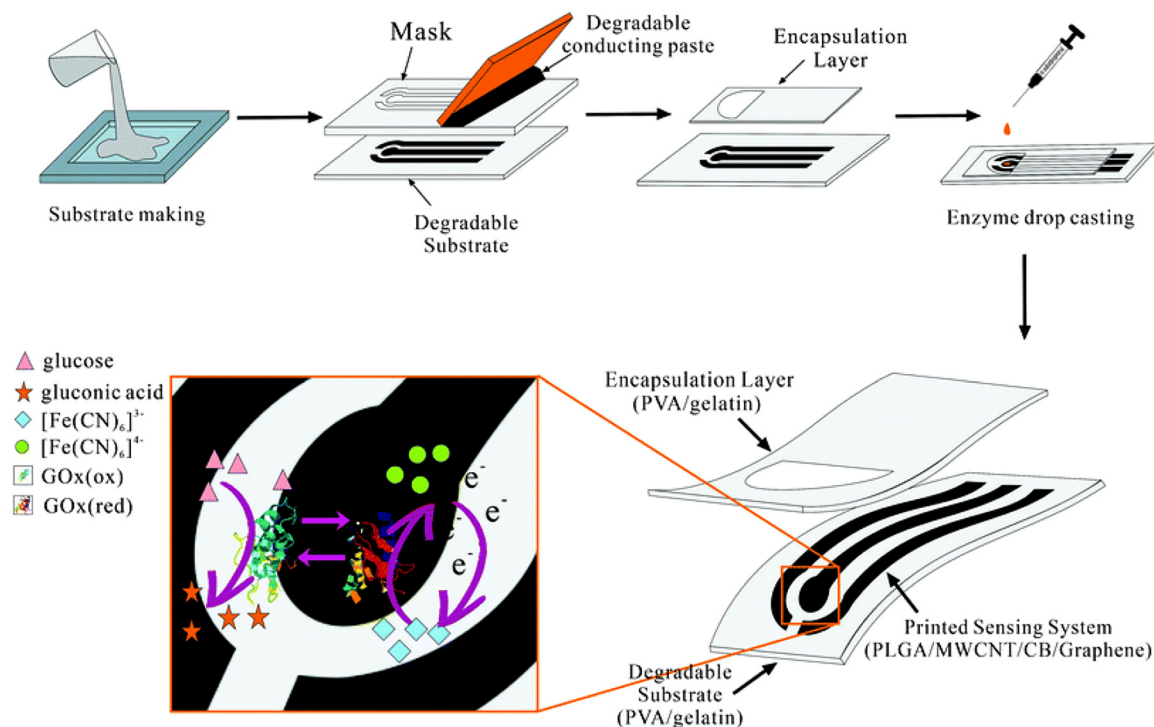 Mask
Degradable
conducting paste
Encapsulation
Layer
Substrate making
Degradable
Substrate
Enzyme drop casting
glucose
gluconic acid
[Fe(CN)₆]³⁻
[Fe(CN)₆]⁴⁻
GOx(ox)
GOx(red)
e⁻
e⁻
e⁻
e⁻
Encapsulation Layer
(PVA/gelatin)
Printed Sensing System
(PLGA/MWCNT/CB/Graphene)
Degradable
Substrate
(PVA/gelatin)